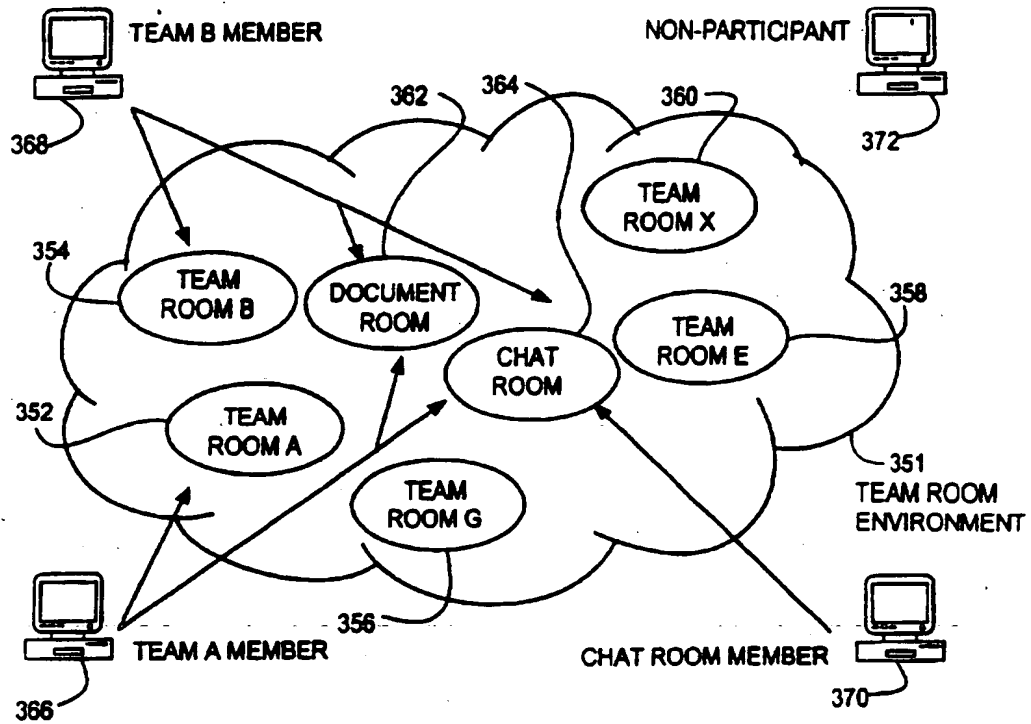 TEAM B MEMBER
NON-PARTICIPANT
362
364
360
368
372
TEAM
ROOM X
354
TEAM
ROOM B
DOCUMENT
ROOM
358
TEAM
ROOM E
CHAT
ROOM
352
TEAM
ROOM A
351
TEAM ROOM
ENVIRONMENT
TEAM
ROOM G
356
TEAM A MEMBER
CHAT ROOM MEMBER
366
370